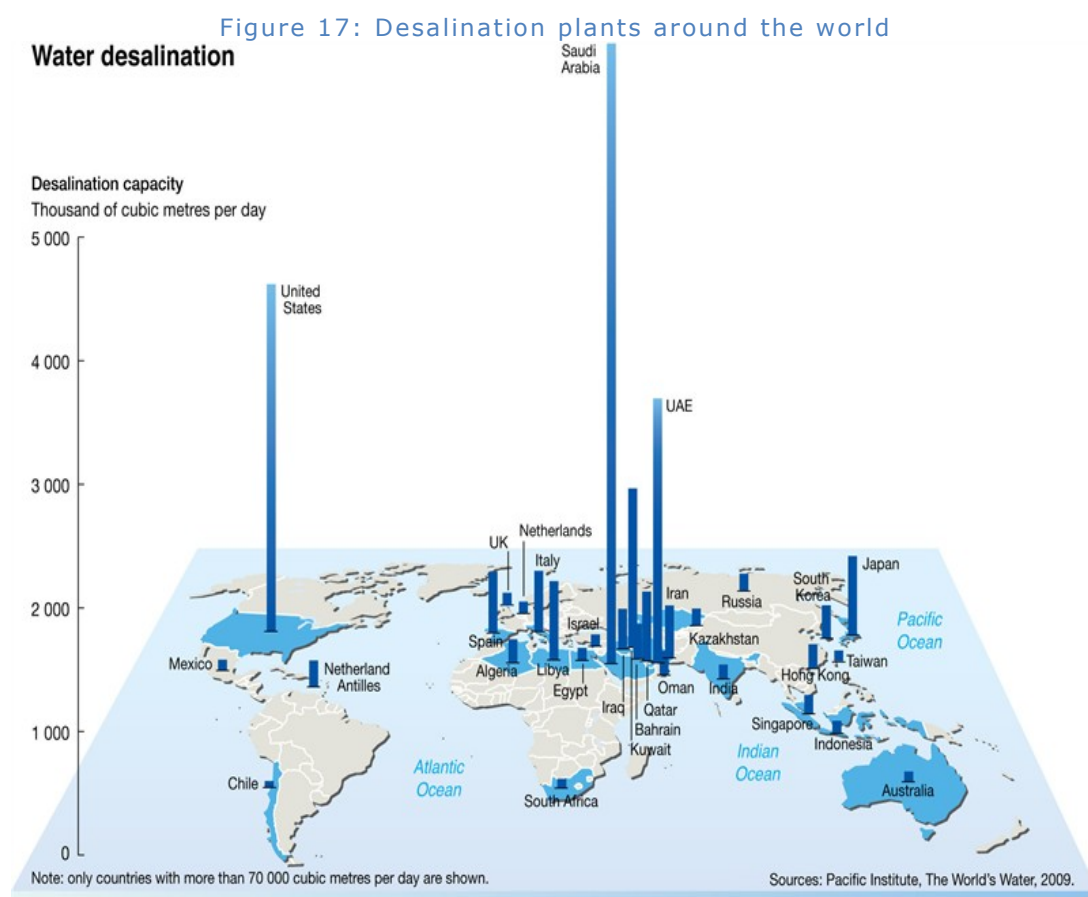 Figure 17: Desalination plants around the world
Water desalination
Saudi
Arabia
Desalination capacity
Thousand of cubic metres per day
5 000
United
States
4 000
UAE
3 000
Netherlands
UK
Italy
Japan
South
Korea
Iran
Russia
2 000
Pacific
Ocean
Israel
Spain
Kazakhstan
Mexico
Netherland
Antilles
Algeria
Libya
Egypt
Oman
India
Hong Kong
Taiwan
Iraq
Qatar
Bahrain
Kuwait
Singapore
Indonesia
1 000
Indian
Ocean
Atlantic
Ocean
Chile
South Africa
Australia
0
Note: only countries with more than 70 000 cubic metres per day are shown.
Sources: Pacific Institute, The World's Water, 2009.